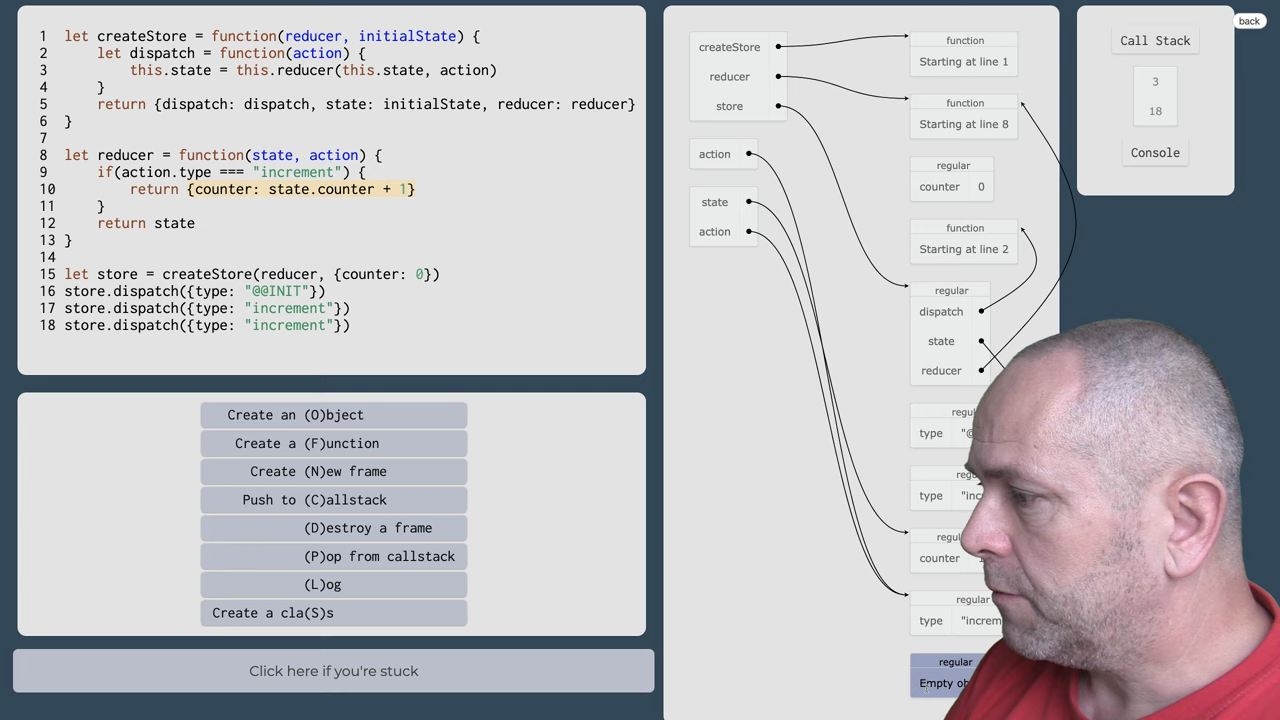 1 let createStore = function(reducer, initialState) {
2 let dispatch = function(action) {
3 this.state = this.reducer(this.state, action)
4 }
5 return {dispatch: dispatch, state: initialState, reducer: reducer}
6 }
7
8 let reducer = function(state, action) {
9 if(action.type === "increment") {
10 return {counter: state.counter + 1}
11 }
12 return state
13 }
14
15 let store = createStore(reducer, {counter: 0})
16 store.dispatch({type: "@@INIT"})
17 store.dispatch({type: "increment"})
18 store.dispatch({type: "increment"})
Create an (O)bject
Create a (F)unction
Create (N)ew frame
Push to (C)allstack
(D)estroy a frame
(P)op from callstack
(L)og
Create a cla(S)s
Click here if you're stuck
createStore
reducer
store
action
state
action
function
Starting at line 1
function
Starting at line 8
regular
counter 0
function
Starting at line 2
regular
dispatch
state
reducer
type
type
counter
regular
type
regular
Empty
Call Stack
3
18
Console
back